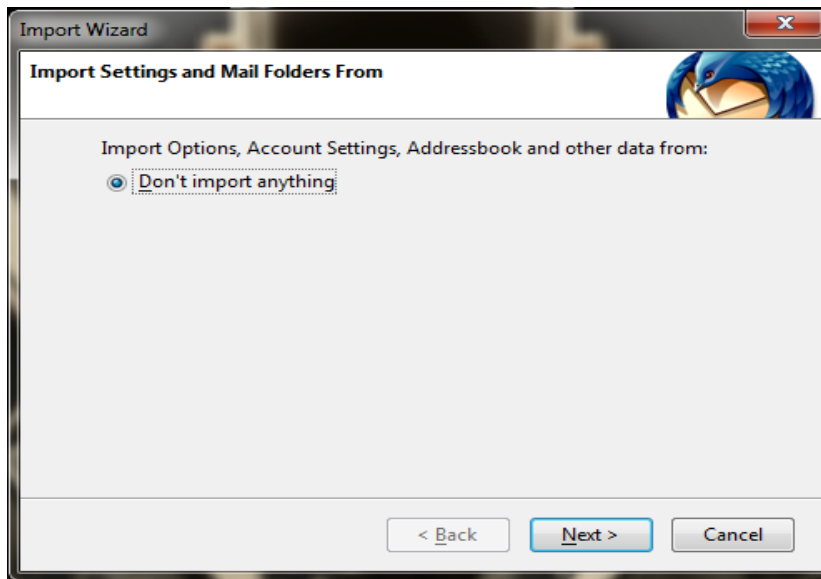 Import Wizard
Import Settings and Mail Folders From
Import Options, Account Settings, Addressbook and other data from:
Don't import anything
< Back
Next >
Cancel